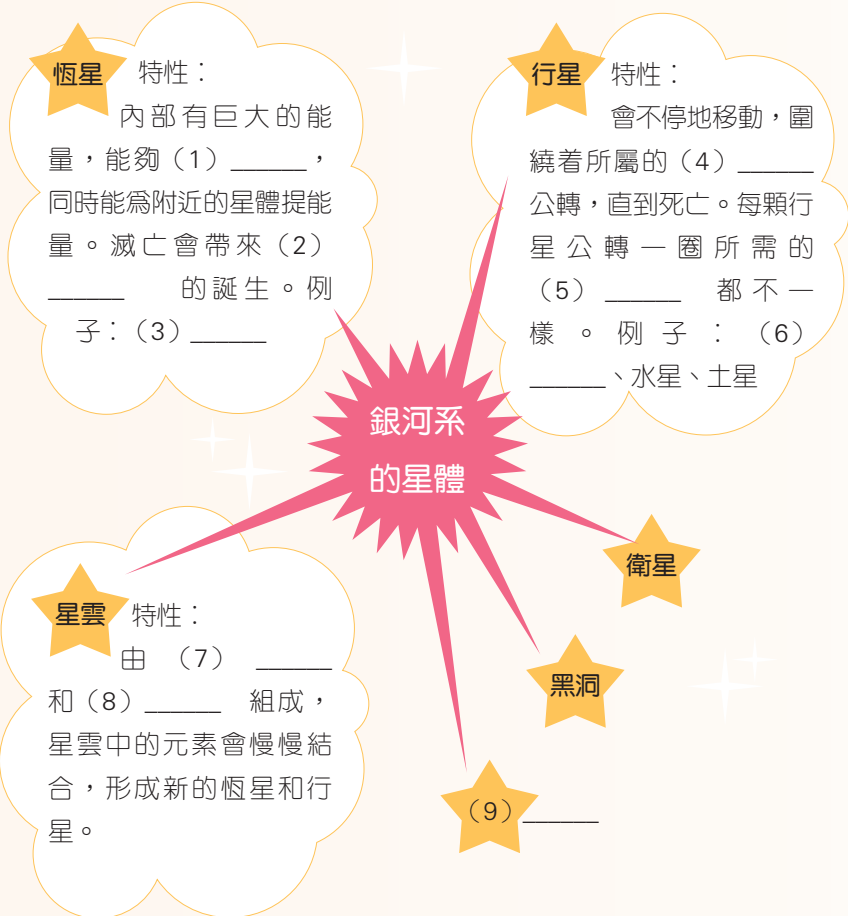 恆星 特性：
內部有巨大的能
量，能夠（1）______，
同時能爲附近的星體提能
量。滅亡會帶來（2）
______ 的誕生。例
子：（3）______
行星 特性：
會不停地移動，圍
繞着所屬的（4）______
公轉，直到死亡。每顆行
星公轉一圈所需的
（5）______ 都不一
樣。例子：（6）
______、水星、土星
銀河系
的星體
星雲 特性：
由（7）______
和（8）______ 組成，
星雲中的元素會慢慢結
合，形成新的恆星和行
星。
衛星
黑洞
（9）______